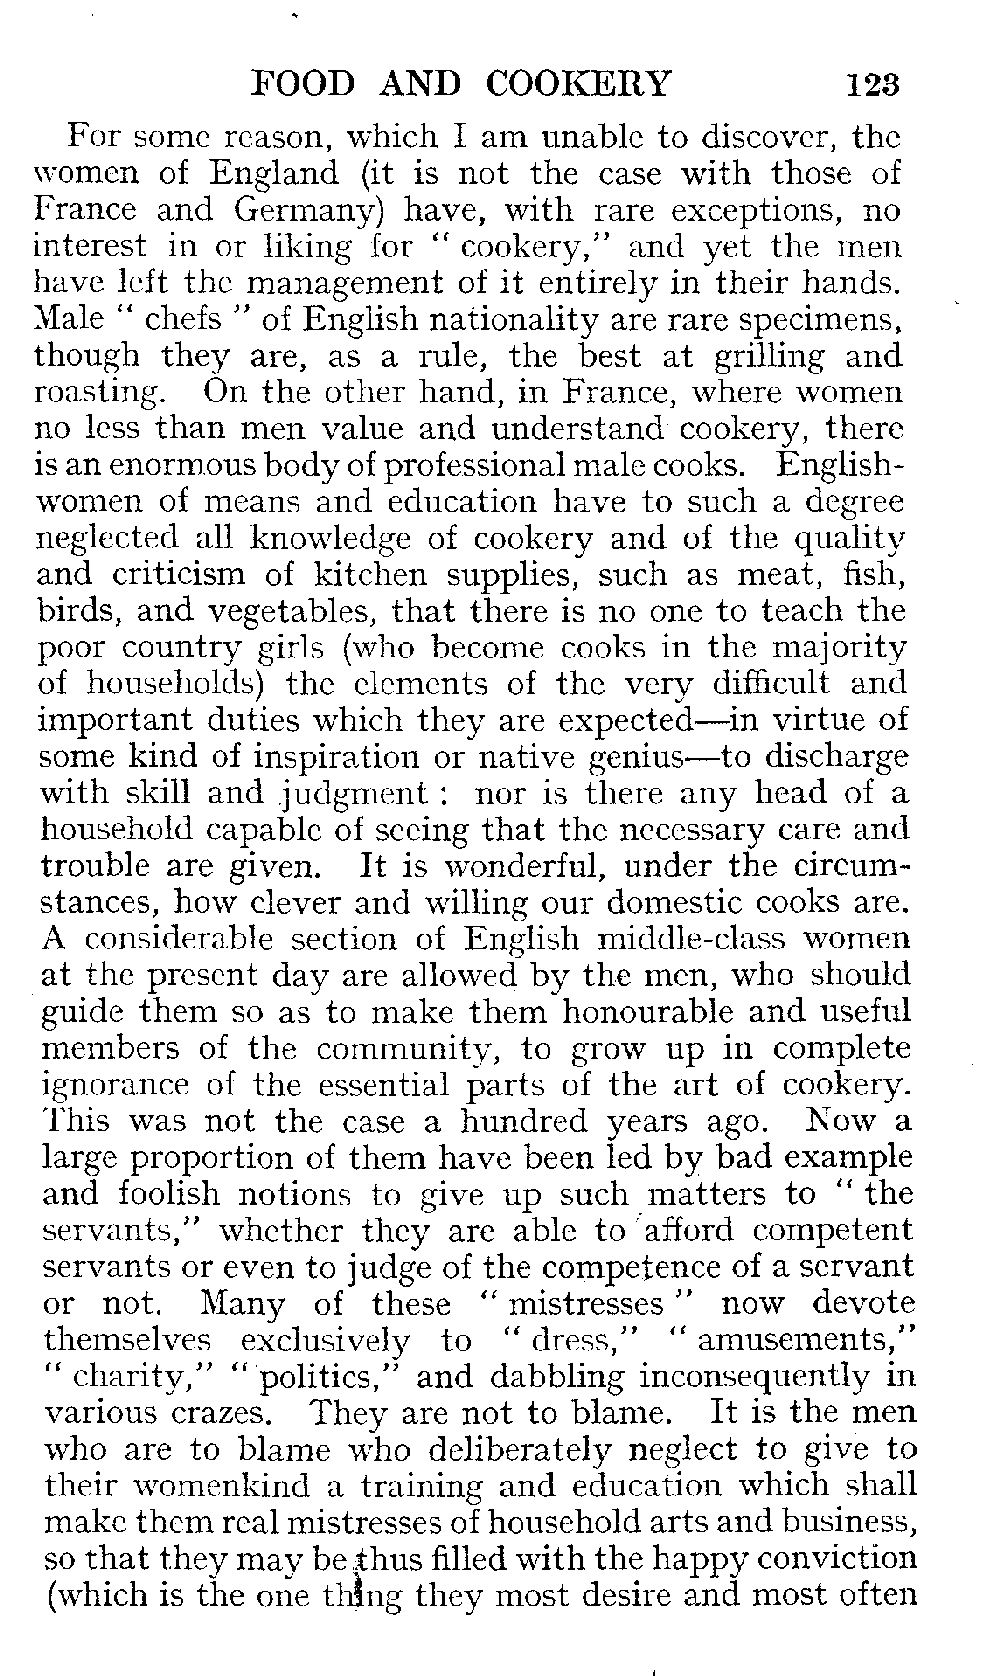 FOOD AND COOKERY 123
For some reason, which I am unable to discover, the
women of England (it is not the case with those of
France and Germany) have, with rare exceptions, no
interest in or liking for “ cookery,” and yet the men
have left the management of it entirely in their hands.
Male “ chefs ” of English nationality are rare specimens,
though they are, as a rule, the best at grilling and
roasting. On the other hand, in France, where women
no less than men value and understand cookery, there
is an enormous body of professional male cooks. English-
women of means and education have to such a degree
neglected all knowledge of cookery and of the quality
and criticism of kitchen supplies, such as meat, fish,
birds, and vegetables, that there is no one to teach the
poor country girls (who become cooks in the majority
of households) the elements of the very difficult and
important duties which they are expected—in virtue of
some kind of inspiration or native genius—to discharge
with skill and judgment : nor is there any head of a
household capable of seeing that the necessary care and
trouble are given. It is wonderful, under the circum-
stances, how clever and willing our domestic cooks are.
A considerable section of English middle-class women
at the present day are allowed by the men, who should
guide them so as to make them honourable and useful
members of the community, to grow up in complete
ignorance of the essential parts of the art of cookery.
This was not the case a hundred years ago. Now a
large proportion of them have been led by bad example
and foolish notions to give up such matters to “ the
servants,” whether they are able to afford competent
servants or even to judge of the competence of a servant
or not. Many of these “ mistresses ” now devote
themselves exclusively to “ dress,” “ amusements,”
“ charity,” “ politics,” and dabbling inconsequently in
various crazes. They are not to blame. It is the men
who are to blame who deliberately neglect to give to
their womenkind a training and education which shall
make them real mistresses of household arts and business,
so that they may be thus filled with the happy conviction
(which is the one thing they most desire and most often